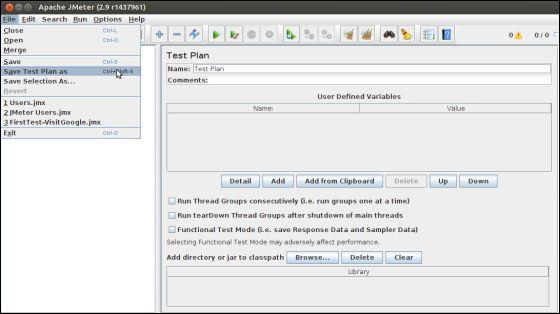 Apache JMeter (2.9 r1437961)
File Edit Search Run Options Help
Close Ctrl-L
Open Ctrl-O
Merge
Save Ctrl-S
Save Test Plan as
Save Selection As...
Revert
1 Users.jmx
2 JMeter Users.jmx
3 FirstTest-VisitGoogle.jmx
Exit Ctrl-Q
0 0 /
Test Plan
Name: Test Plan
Comments:
User Defined Variables
Name: Value
Detail Add Add from Clipboard Delete Up Down
Run Thread Groups consecutively (i.e. run groups one at a time)
Run tearDown Thread Groups after shutdown of main threads
Functional Test Mode (i.e. save Response Data and Sampler Data)
Selecting Functional Test Mode may adversely affect performance.
Add directory or jar to classpath Browse... Delete Clear
Library